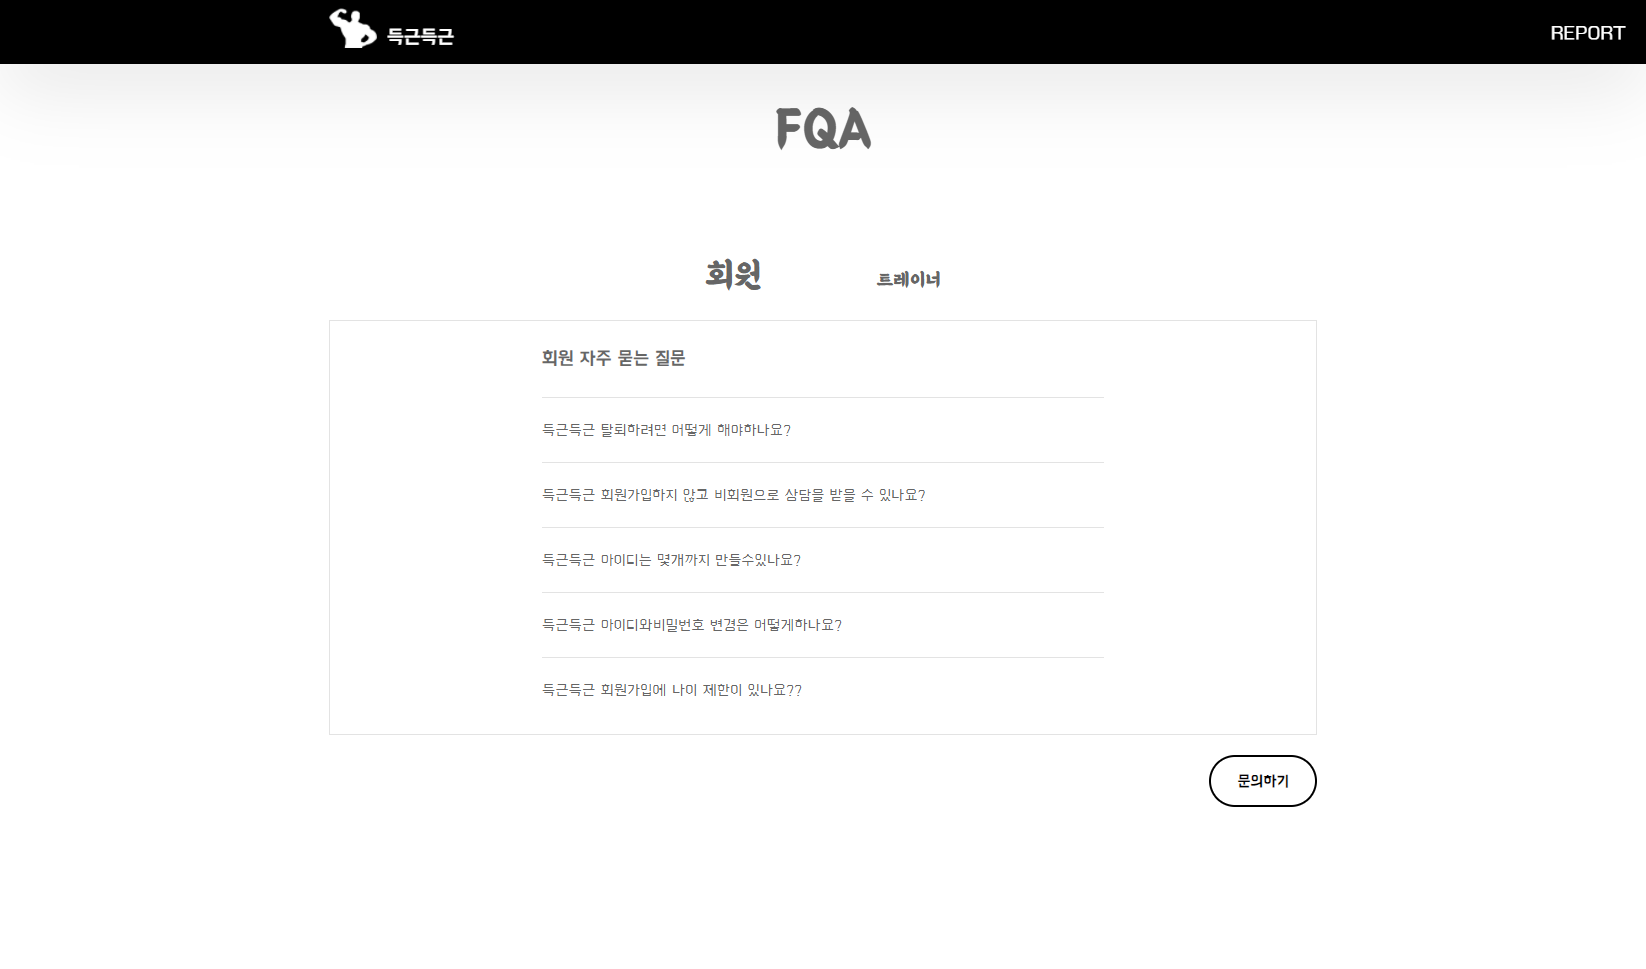 득근득근
REPORT
FQA
회원
트레이너
회원 자주 묻는 질문
득근득근 탈퇴하려면 어떻게 해야하나요?
득근득근 회원가입하지 않고 비회원으로 상담을 받을 수 있나요?
득근득근 아이디는 몇개까지 만들수있나요?
득근득근 아이디와비밀번호 변경은 어떻게하나요?
득근득근 회원가입에 나이 제한이 있나요??
문의하기